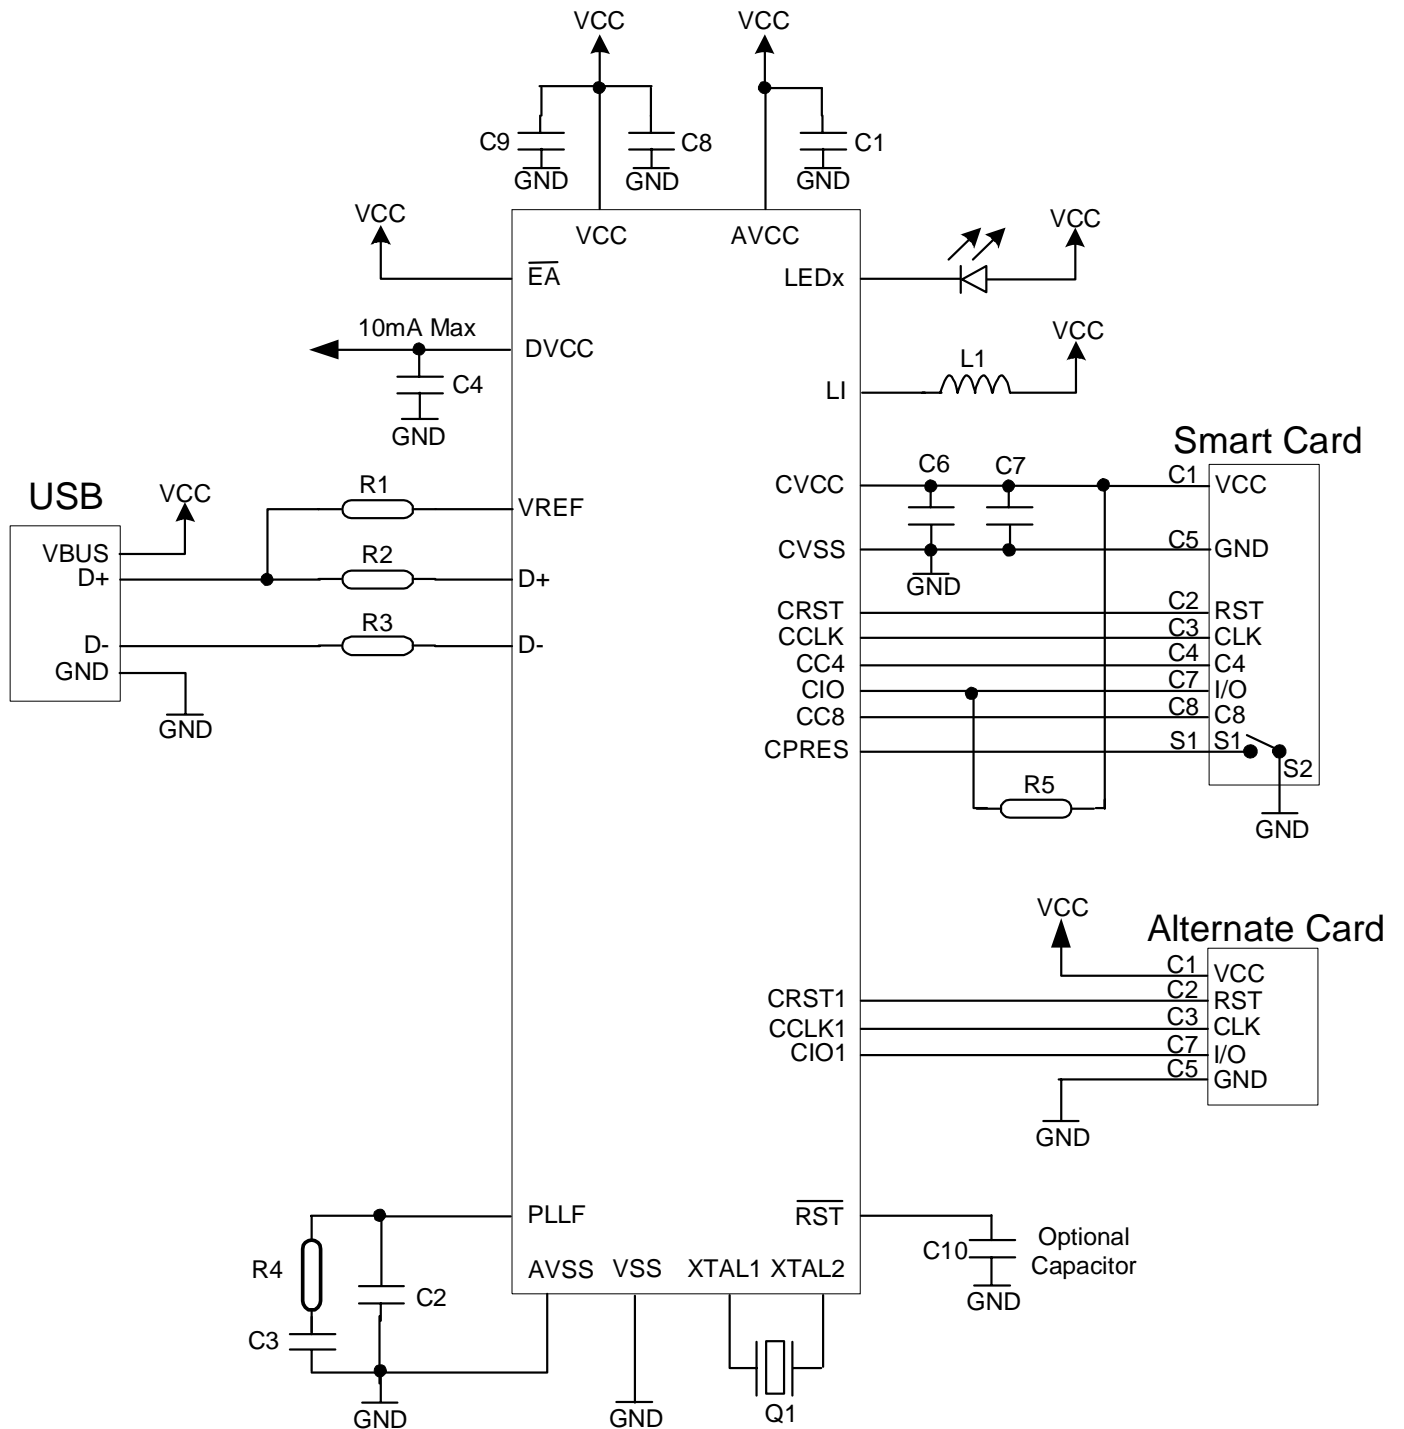 VCC
VCC
C9
C8
C1
GND
GND
GND
VCC
VCC
AVCC
VCC
EA
LEDx
10mA Max
DVCC
C4
GND
VCC
L1
LI
Smart Card
USB
VCC
R1
VREF
CVCC
C6
C7
C1
VCC
VBUS
D+
R2
D+
CVSS
GND
C5
GND
D-
R3
D-
GND
GND
CRST
C2
RST
CCLK
C3
CLK
CC4
C4
C4
CIO
C7
I/O
CC8
C8
C8
CPRES
S1
S1
S2
R5
GND
VCC
Alternate Card
C1
VCC
CRST1
C2
RST
CCLK1
C3
CLK
CIO1
C7
I/O
C5
GND
GND
PLLF
RST
R4
C2
C3
AVSS
VSS
XTAL1
XTAL2
C10
Optional
Capacitor
GND
GND
GND
Q1